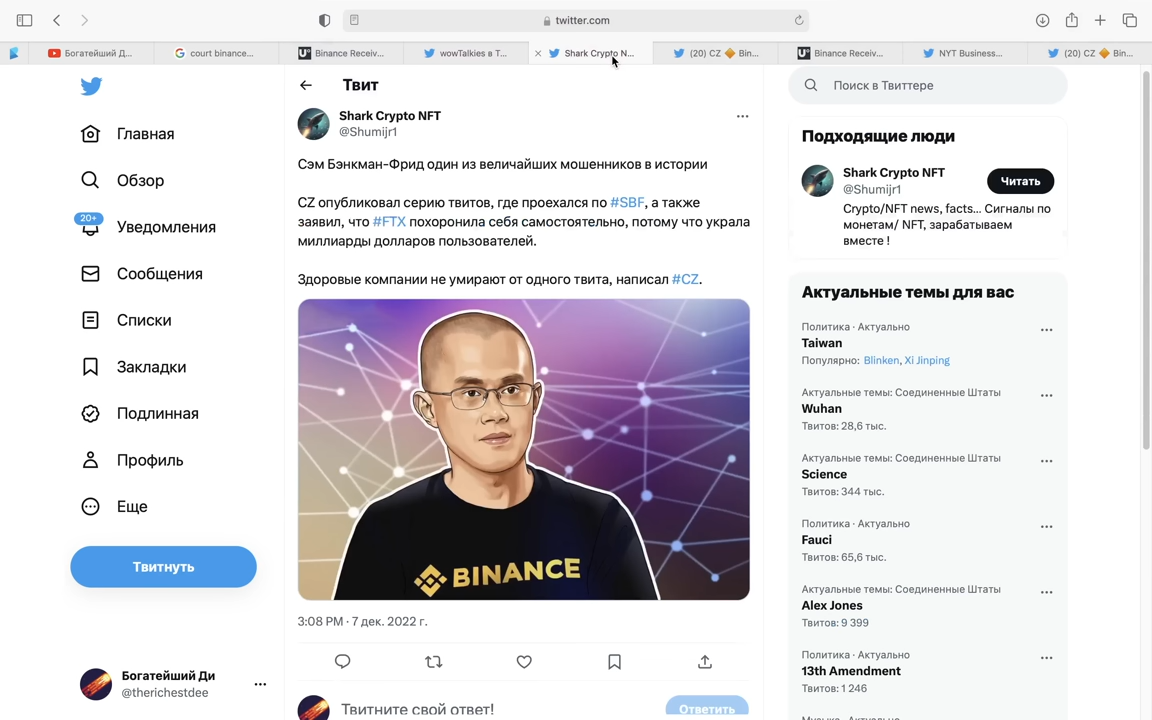 twitter.com
Богатейший Д...
court binance...
Binance Receiv...
wowTalkies в T...
Shark Crypto N...
(20) CZ 🔶 Bin...
Binance Receiv...
NYT Business...
(20) CZ 🔶 Bin...
Твит
Поиск в Твиттере
Главная
Обзор
20+
Уведомления
Сообщения
Списки
Закладки
Подлинная
Профиль
Еще
Твитнуть
Богатейший Ди
@therichestdee
Shark Crypto NFT
@Shumijr1
Сэм Бэнкман-Фрид один из величайших мошенников в истории
CZ опубликовал серию твитов, где проехался по #SBF, а также
заявил, что #FTX похоронила себя самостоятельно, потому что украла
миллиарды долларов пользователей.
Здоровые компании не умирают от одного твита, написал #CZ.
BINANCE
3:08 PM · 7 дек. 2022 г.
Твитните свой ответ!
Ответить
Подходящие люди
Shark Crypto NFT
@Shumijr1
Читать
Crypto/NFT news, facts... Сигналы по
монетам/ NFT, зарабатываем
вместе !
Актуальные темы для вас
Политика · Актуально
Taiwan
Популярно: Blinken, Xi Jinping
Актуальные темы: Соединенные Штаты
Wuhan
Твитов: 28,6 тыс.
Актуальные темы: Соединенные Штаты
Science
Твитов: 344 тыс.
Политика · Актуально
Fauci
Твитов: 65,6 тыс.
Актуальные темы: Соединенные Штаты
Alex Jones
Твитов: 9 399
Политика · Актуально
13th Amendment
Твитов: 1 246